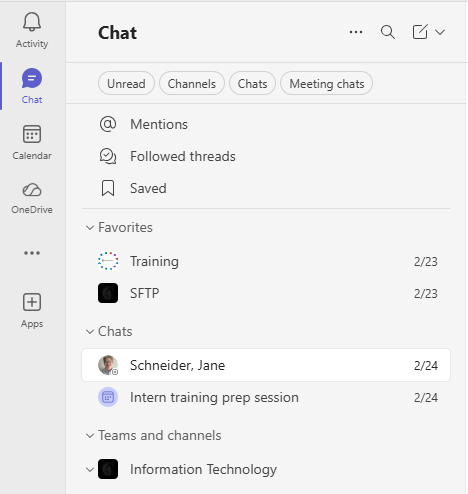 Activity
Chat
Calendar
OneDrive
Apps
Chat
Unread
Channels
Chats
Meeting chats
Mentions
Followed threads
Saved
Favorites
Training 2/23
SFTP 2/23
Chats
Schneider, Jane 2/24
Intern training prep session 2/24
Teams and channels
Information Technology